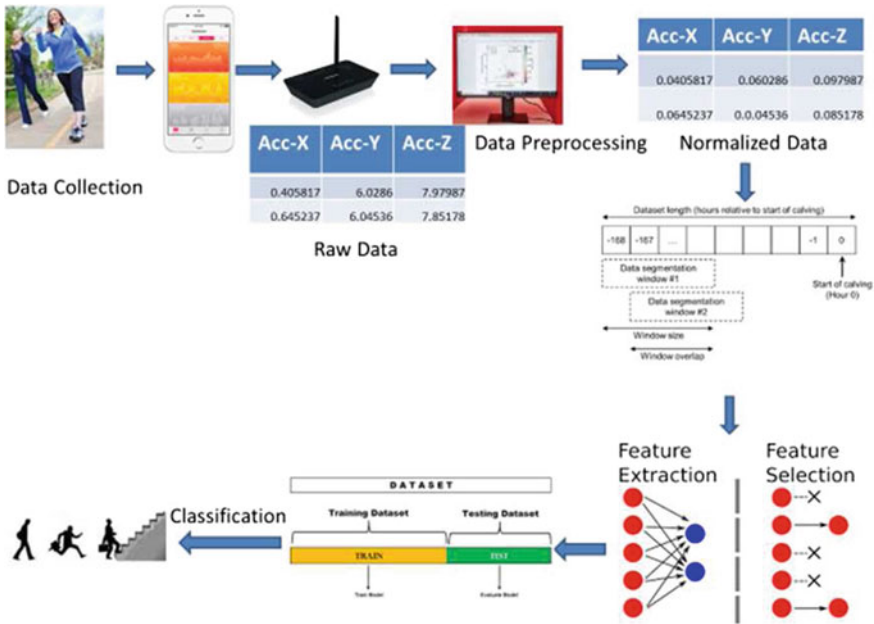 Data Collection
Acc-X Acc-Y Acc-Z
0.405817 6.0286 7.97987
0.645237 6.04536 7.85178
Raw Data
Data Preprocessing
Acc-X Acc-Y Acc-Z
0.0405817 0.060286 0.097987
0.0645237 0.0.04536 0.085178
Normalized Data
Dataset length (hours relative to start of calving)
-168 -167 ... -1 0
Data segmentation
window #1
Start of calving
(Hour 0)
Data segmentation
window #2
Window size
Window overlap
Feature
Extraction
Feature
Selection
DATASET
Training Dataset Testing Dataset
TRAIN TEST
Train Model Evaluate Model
Classification